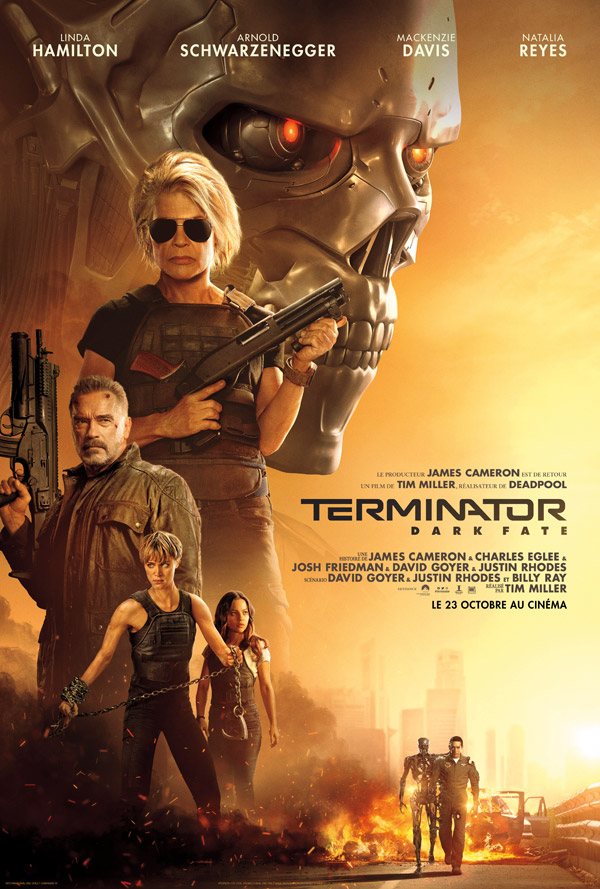 LINDA
HAMILTON
ARNOLD
SCHWARZENEGGER
MACKENZIE
DAVIS
NATALIA
REYES
LE PRODUCTEUR JAMES CAMERON EST DE RETOUR
UN FILM DE TIM MILLER, RÉALISATEUR DE DEADPOOL
TERMINATOR
DARK FATE
UNE HISTOIRE DE JAMES CAMERON & CHARLES EGLEE &
JOSH FRIEDMAN & DAVID GOYER & JUSTIN RHODES
SCÉNARIO DAVID GOYER & JUSTIN RHODES ET BILLY RAY
RÉALISÉ PAR TIM MILLER
LE 23 OCTOBRE AU CINÉMA